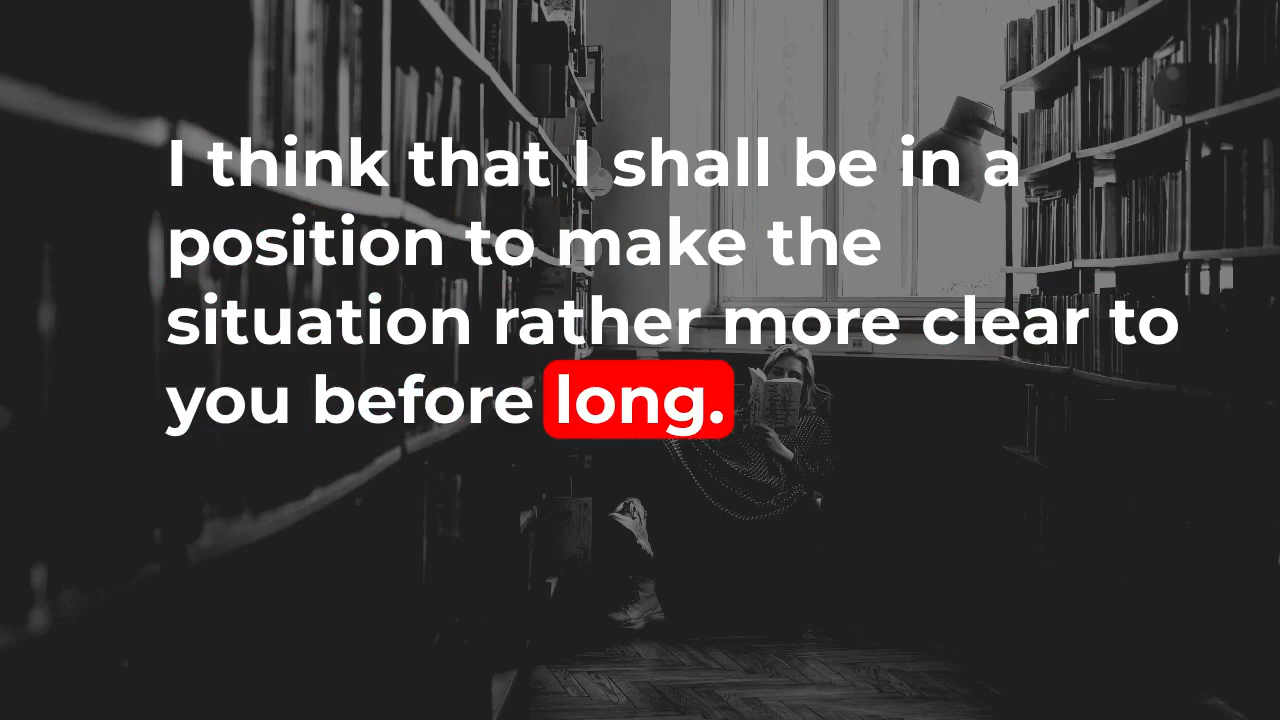 I think that I shall be in a
position to make the
situation rather more clear to
you before long.